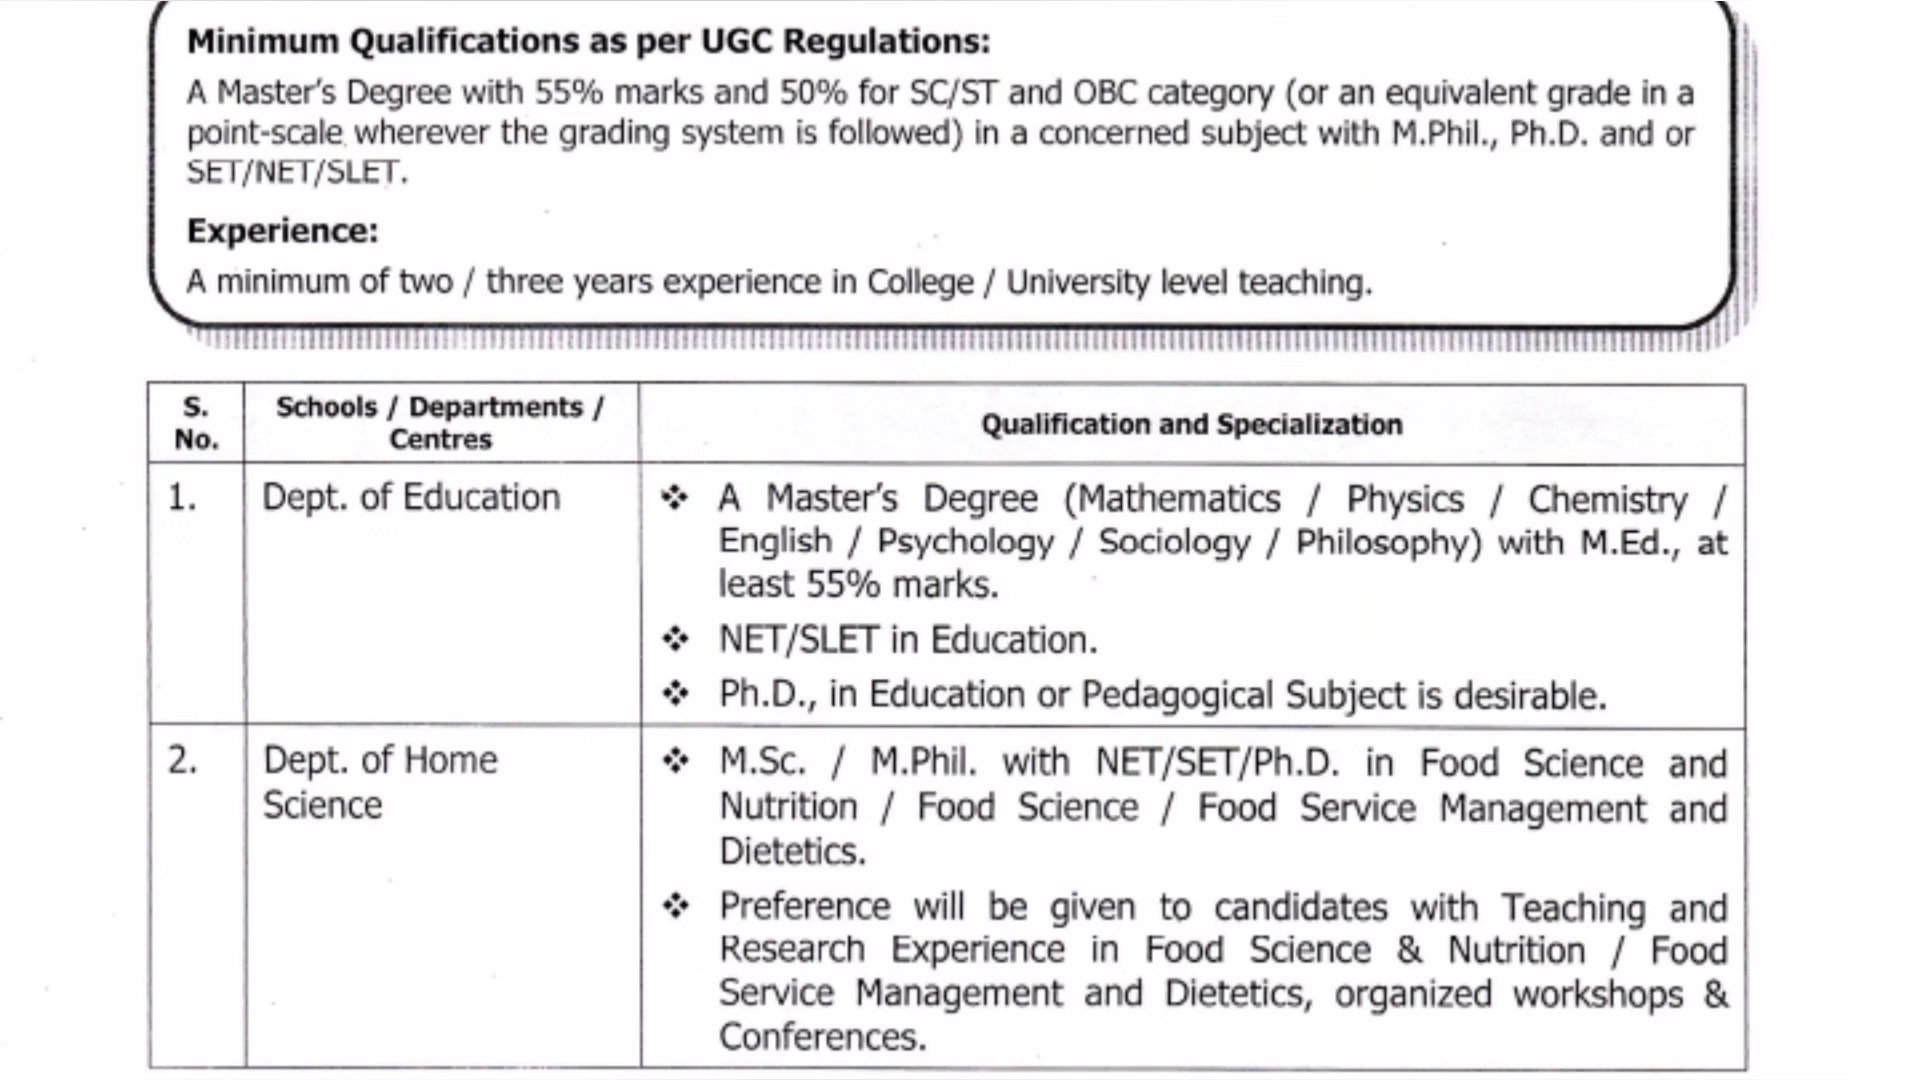 Minimum Qualifications as per UGC Regulations:
A Master's Degree with 55% marks and 50% for SC/ST and OBC category (or an equivalent grade in a
point-scale wherever the grading system is followed) in a concerned subject with M.Phil., Ph.D. and or
SET/NET/SLET.
Experience:
A minimum of two / three years experience in College / University level teaching.
S. No.
Schools / Departments / Centres
Qualification and Specialization
1.
Dept. of Education
❖ A Master's Degree (Mathematics / Physics / Chemistry /
English / Psychology / Sociology / Philosophy) with M.Ed., at
least 55% marks.
❖ NET/SLET in Education.
❖ Ph.D., in Education or Pedagogical Subject is desirable.
2.
Dept. of Home
Science
❖ M.Sc. / M.Phil. with NET/SET/Ph.D. in Food Science and
Nutrition / Food Science / Food Service Management and
Dietetics.
❖ Preference will be given to candidates with Teaching and
Research Experience in Food Science & Nutrition / Food
Service Management and Dietetics, organized workshops &
Conferences.